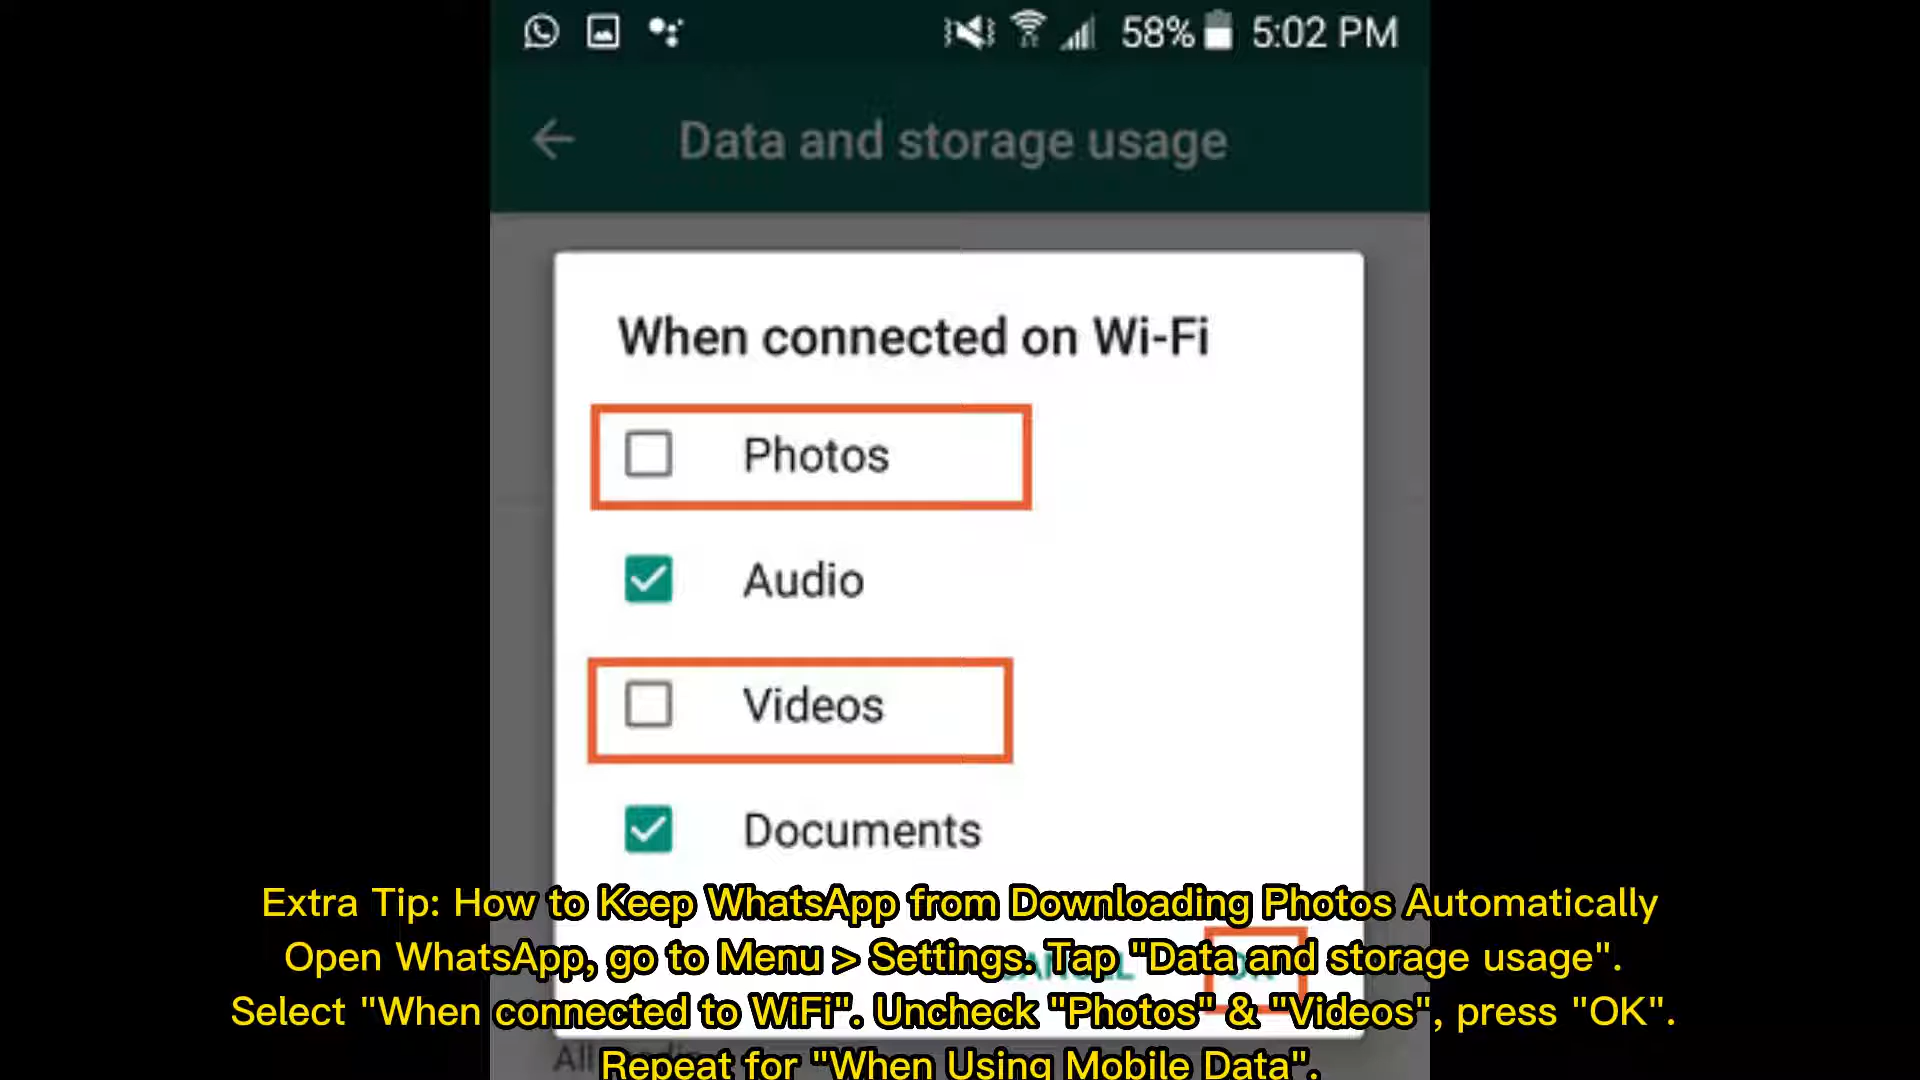 58% 5:02 PM
Data and storage usage
When connected on Wi-Fi
Photos
Audio
Videos
Documents
Extra Tip: How to Keep WhatsApp from Downloading Photos Automatically
Open WhatsApp, go to Menu > Settings. Tap "Data and storage usage".
Select "When connected to WiFi". Uncheck "Photos" & "Videos", press "OK".
Repeat for "When Using Mobile Data".